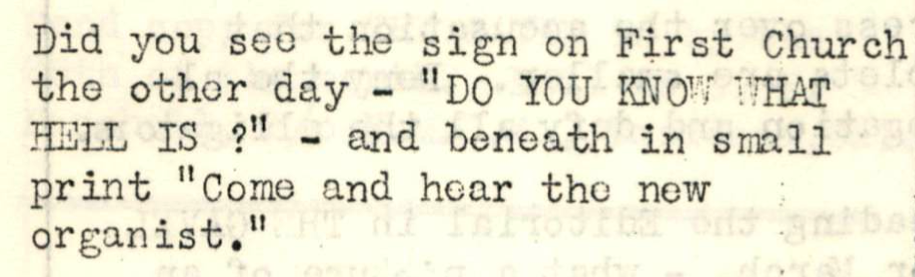 Did you see the sign on First Church
the other day - "DO YOU KNOW WHAT
HELL IS ?" - and beneath in small
print "Come and hear the new
organist."